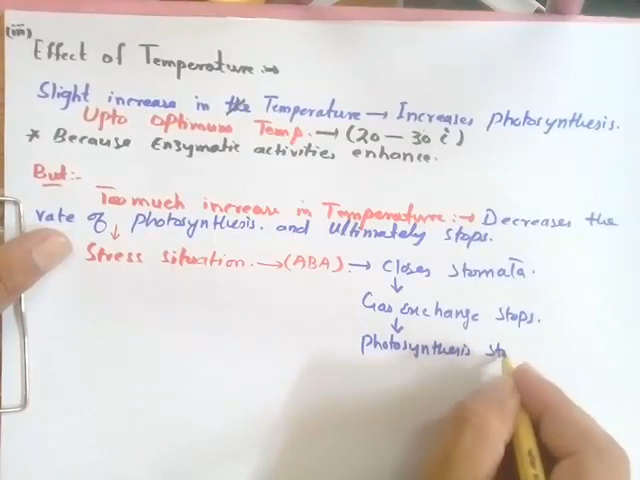 (iii)
Effect of Temperature :→
Slight increase in the Temperature → Increases Photosynthesis.
Upto Optimum Temp. → (20 – 30 c̊)
* Because Enzymatic activities enhance.
But:-
Too much increase in Temperature :→ Decreases the
rate of Photosynthesis. and Ultimately stops.
↓
Stress situation. → (ABA) → Closes stomata.
↓
Gas exchange stops.
↓
Photosynthesis sto